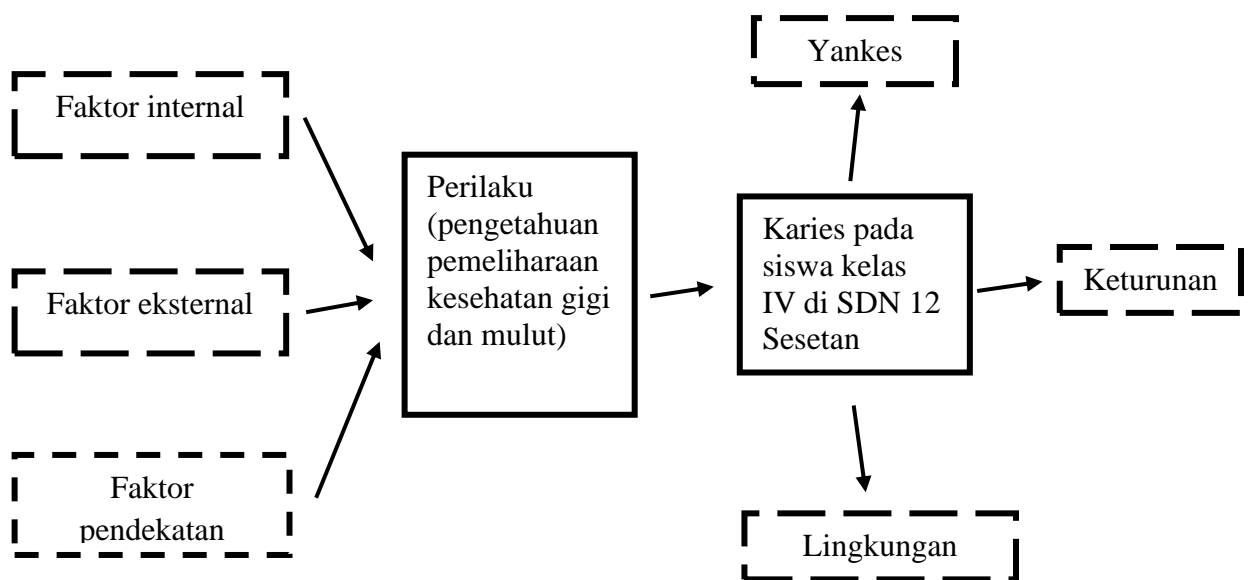 Yankes
Faktor internal
Perilaku
(pengetahuan
pemeliharaan
kesehatan gigi
dan mulut)
Karies pada
siswa kelas
IV di SDN 12
Sesetan
Keturunan
Faktor eksternal
Faktor
pendekatan
Lingkungan